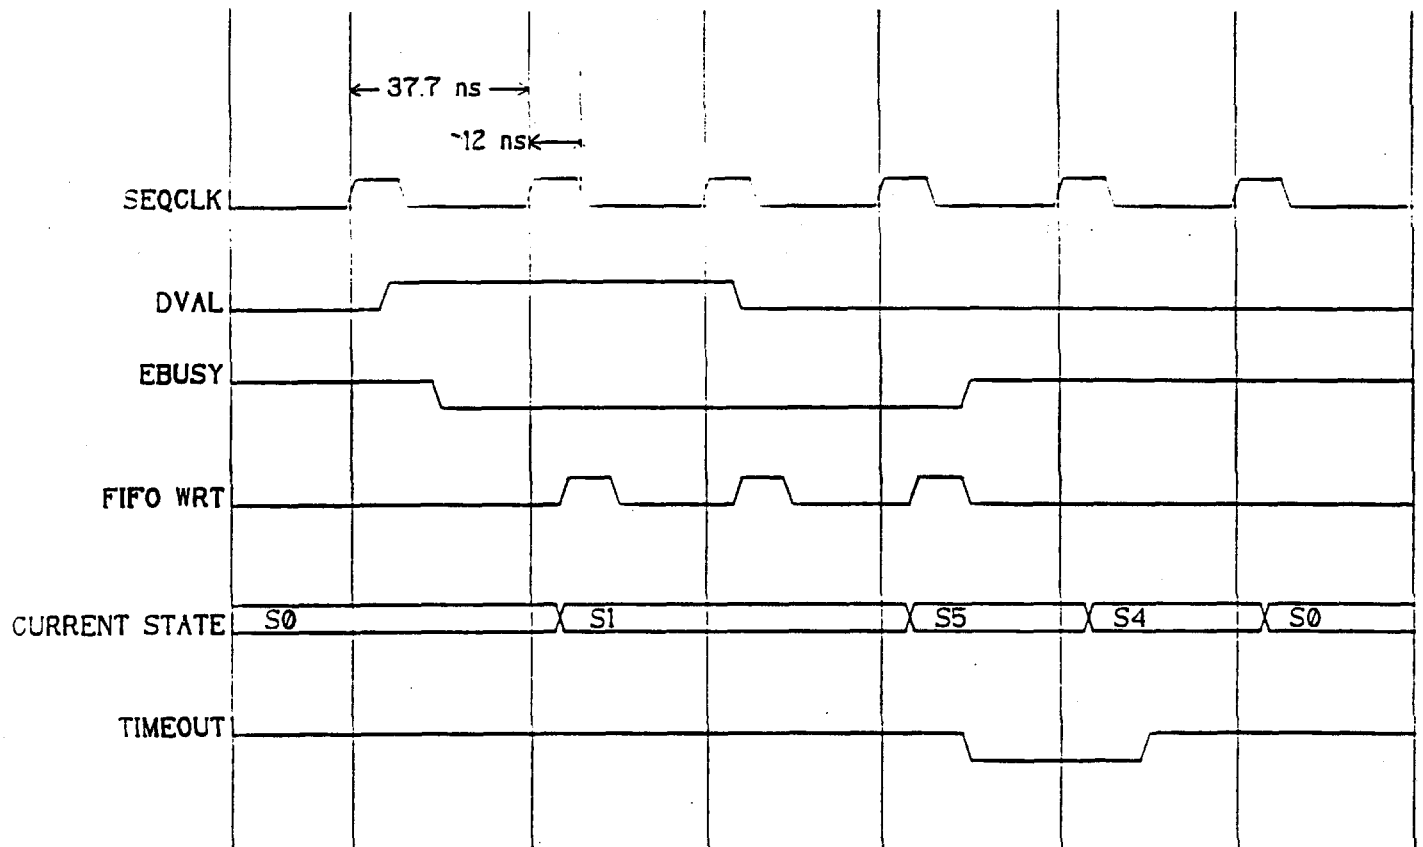 37.7 ns
~12 ns
SEQCLK
DVAL
EBUSY
FIFO WRT
CURRENT STATE S0 S1 S5 S4 S0
TIMEOUT